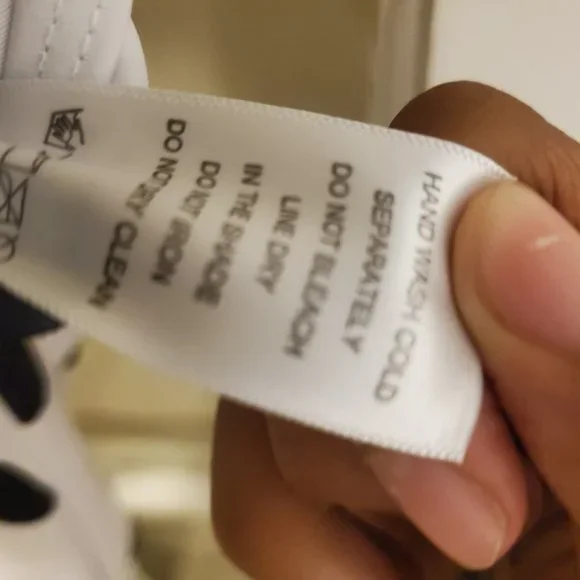 HAND WASH COLD
SEPARATELY
DO NOT BLEACH
LINE DRY
IN THE SHADE
DO NOT IRON
DO NOT DRY CLEAN